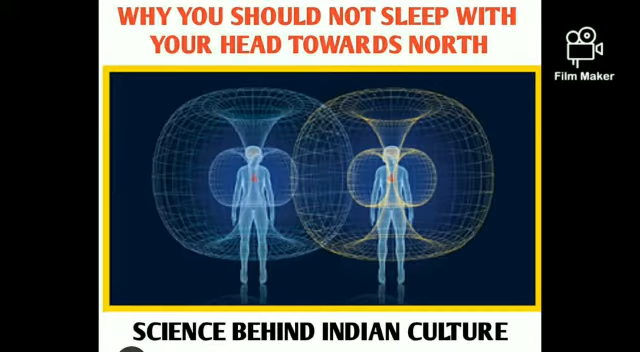 WHY YOU SHOULD NOT SLEEP WITH
YOUR HEAD TOWARDS NORTH
Film Maker
SCIENCE BEHIND INDIAN CULTURE